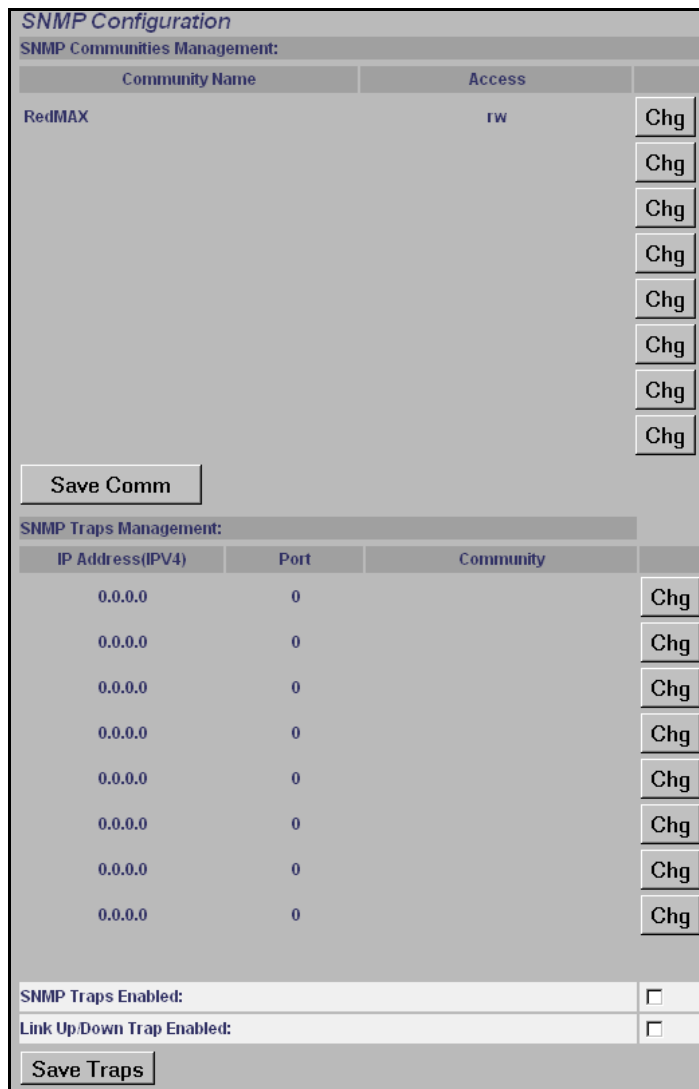 SNMP Configuration
SNMP Communities Management:
Community Name Access
RedMAX rw Chg
Chg
Chg
Chg
Chg
Chg
Chg
Chg
Save Comm
SNMP Traps Management:
IP Address(IPV4) Port Community
0.0.0.0 0 Chg
0.0.0.0 0 Chg
0.0.0.0 0 Chg
0.0.0.0 0 Chg
0.0.0.0 0 Chg
0.0.0.0 0 Chg
0.0.0.0 0 Chg
0.0.0.0 0 Chg
SNMP Traps Enabled:
Link Up/Down Trap Enabled:
Save Traps